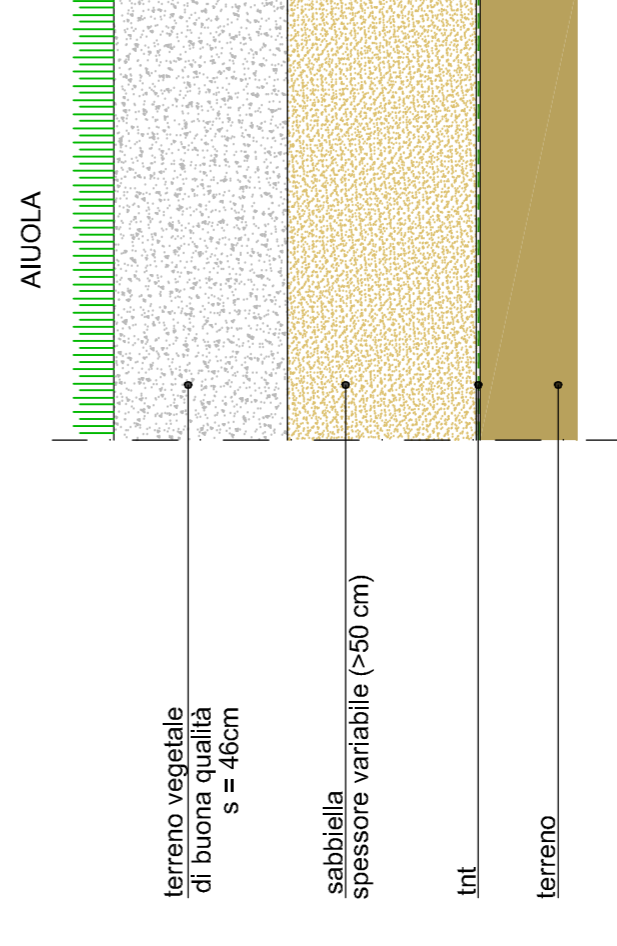 AIUOLA
terreno vegetale
di buona qualità
s = 46cm
sabbiella
spessore variabile (>50 cm)
tnt
terreno